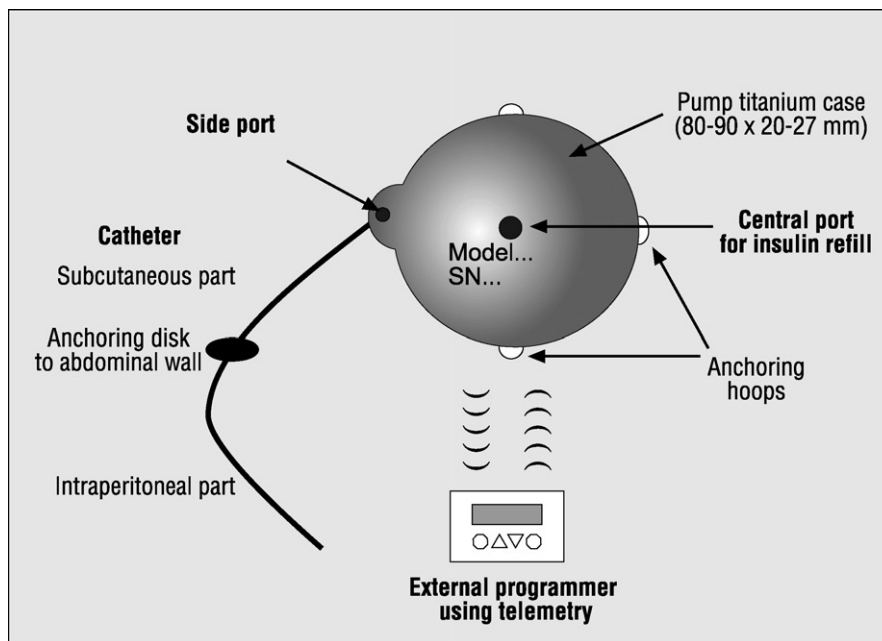 Side port
Pump titanium case
(80-90 x 20-27 mm)
Catheter
Subcutaneous part
Central port
for insulin refill
Model...
SN...
Anchoring disk
to abdominal wall
Anchoring
hoops
Intraperitoneal part
External programmer
using telemetry